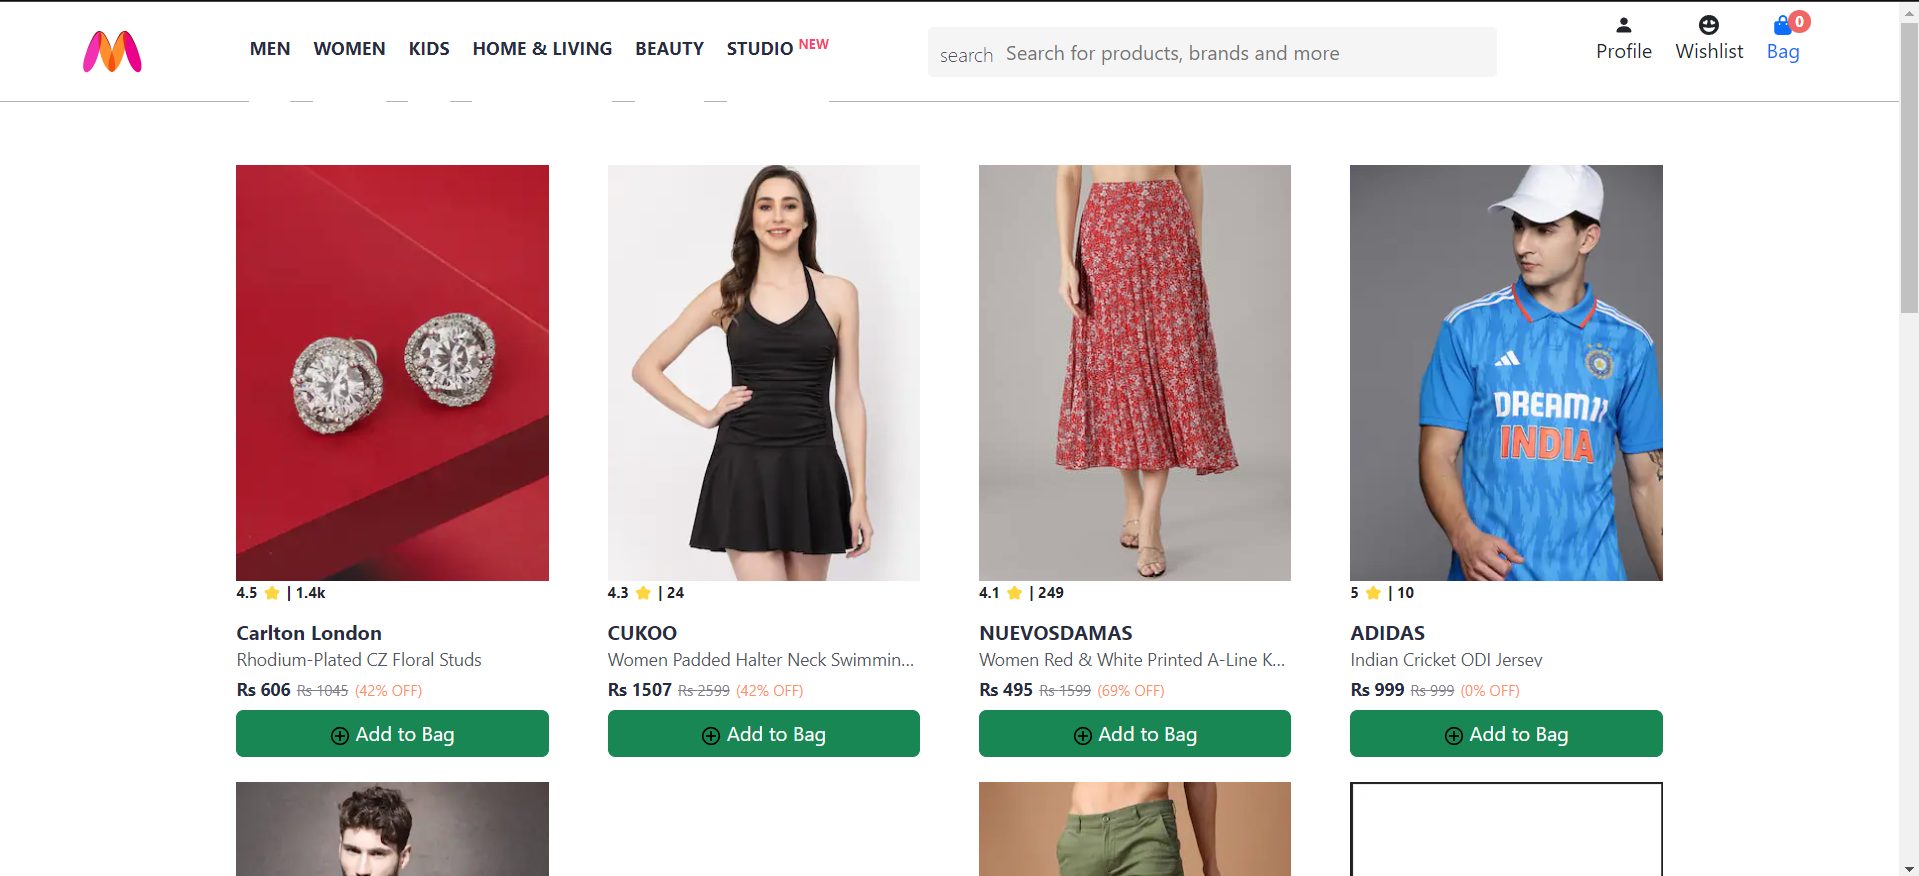 MEN WOMEN KIDS HOME & LIVING BEAUTY STUDIO NEW
search Search for products, brands and more
Profile Wishlist Bag 0
DREAM11
INDIA
4.5 | 1.4k
Carlton London
Rhodium-Plated CZ Floral Studs
Rs 606 Rs 1045 (42% OFF)
Add to Bag
4.3 | 24
CUKOO
Women Padded Halter Neck Swimmin...
Rs 1507 Rs 2599 (42% OFF)
Add to Bag
4.1 | 249
NUEVOSDAMAS
Women Red & White Printed A-Line K...
Rs 495 Rs 1599 (69% OFF)
Add to Bag
5 | 10
ADIDAS
Indian Cricket ODI Jersey
Rs 999 Rs 999 (0% OFF)
Add to Bag